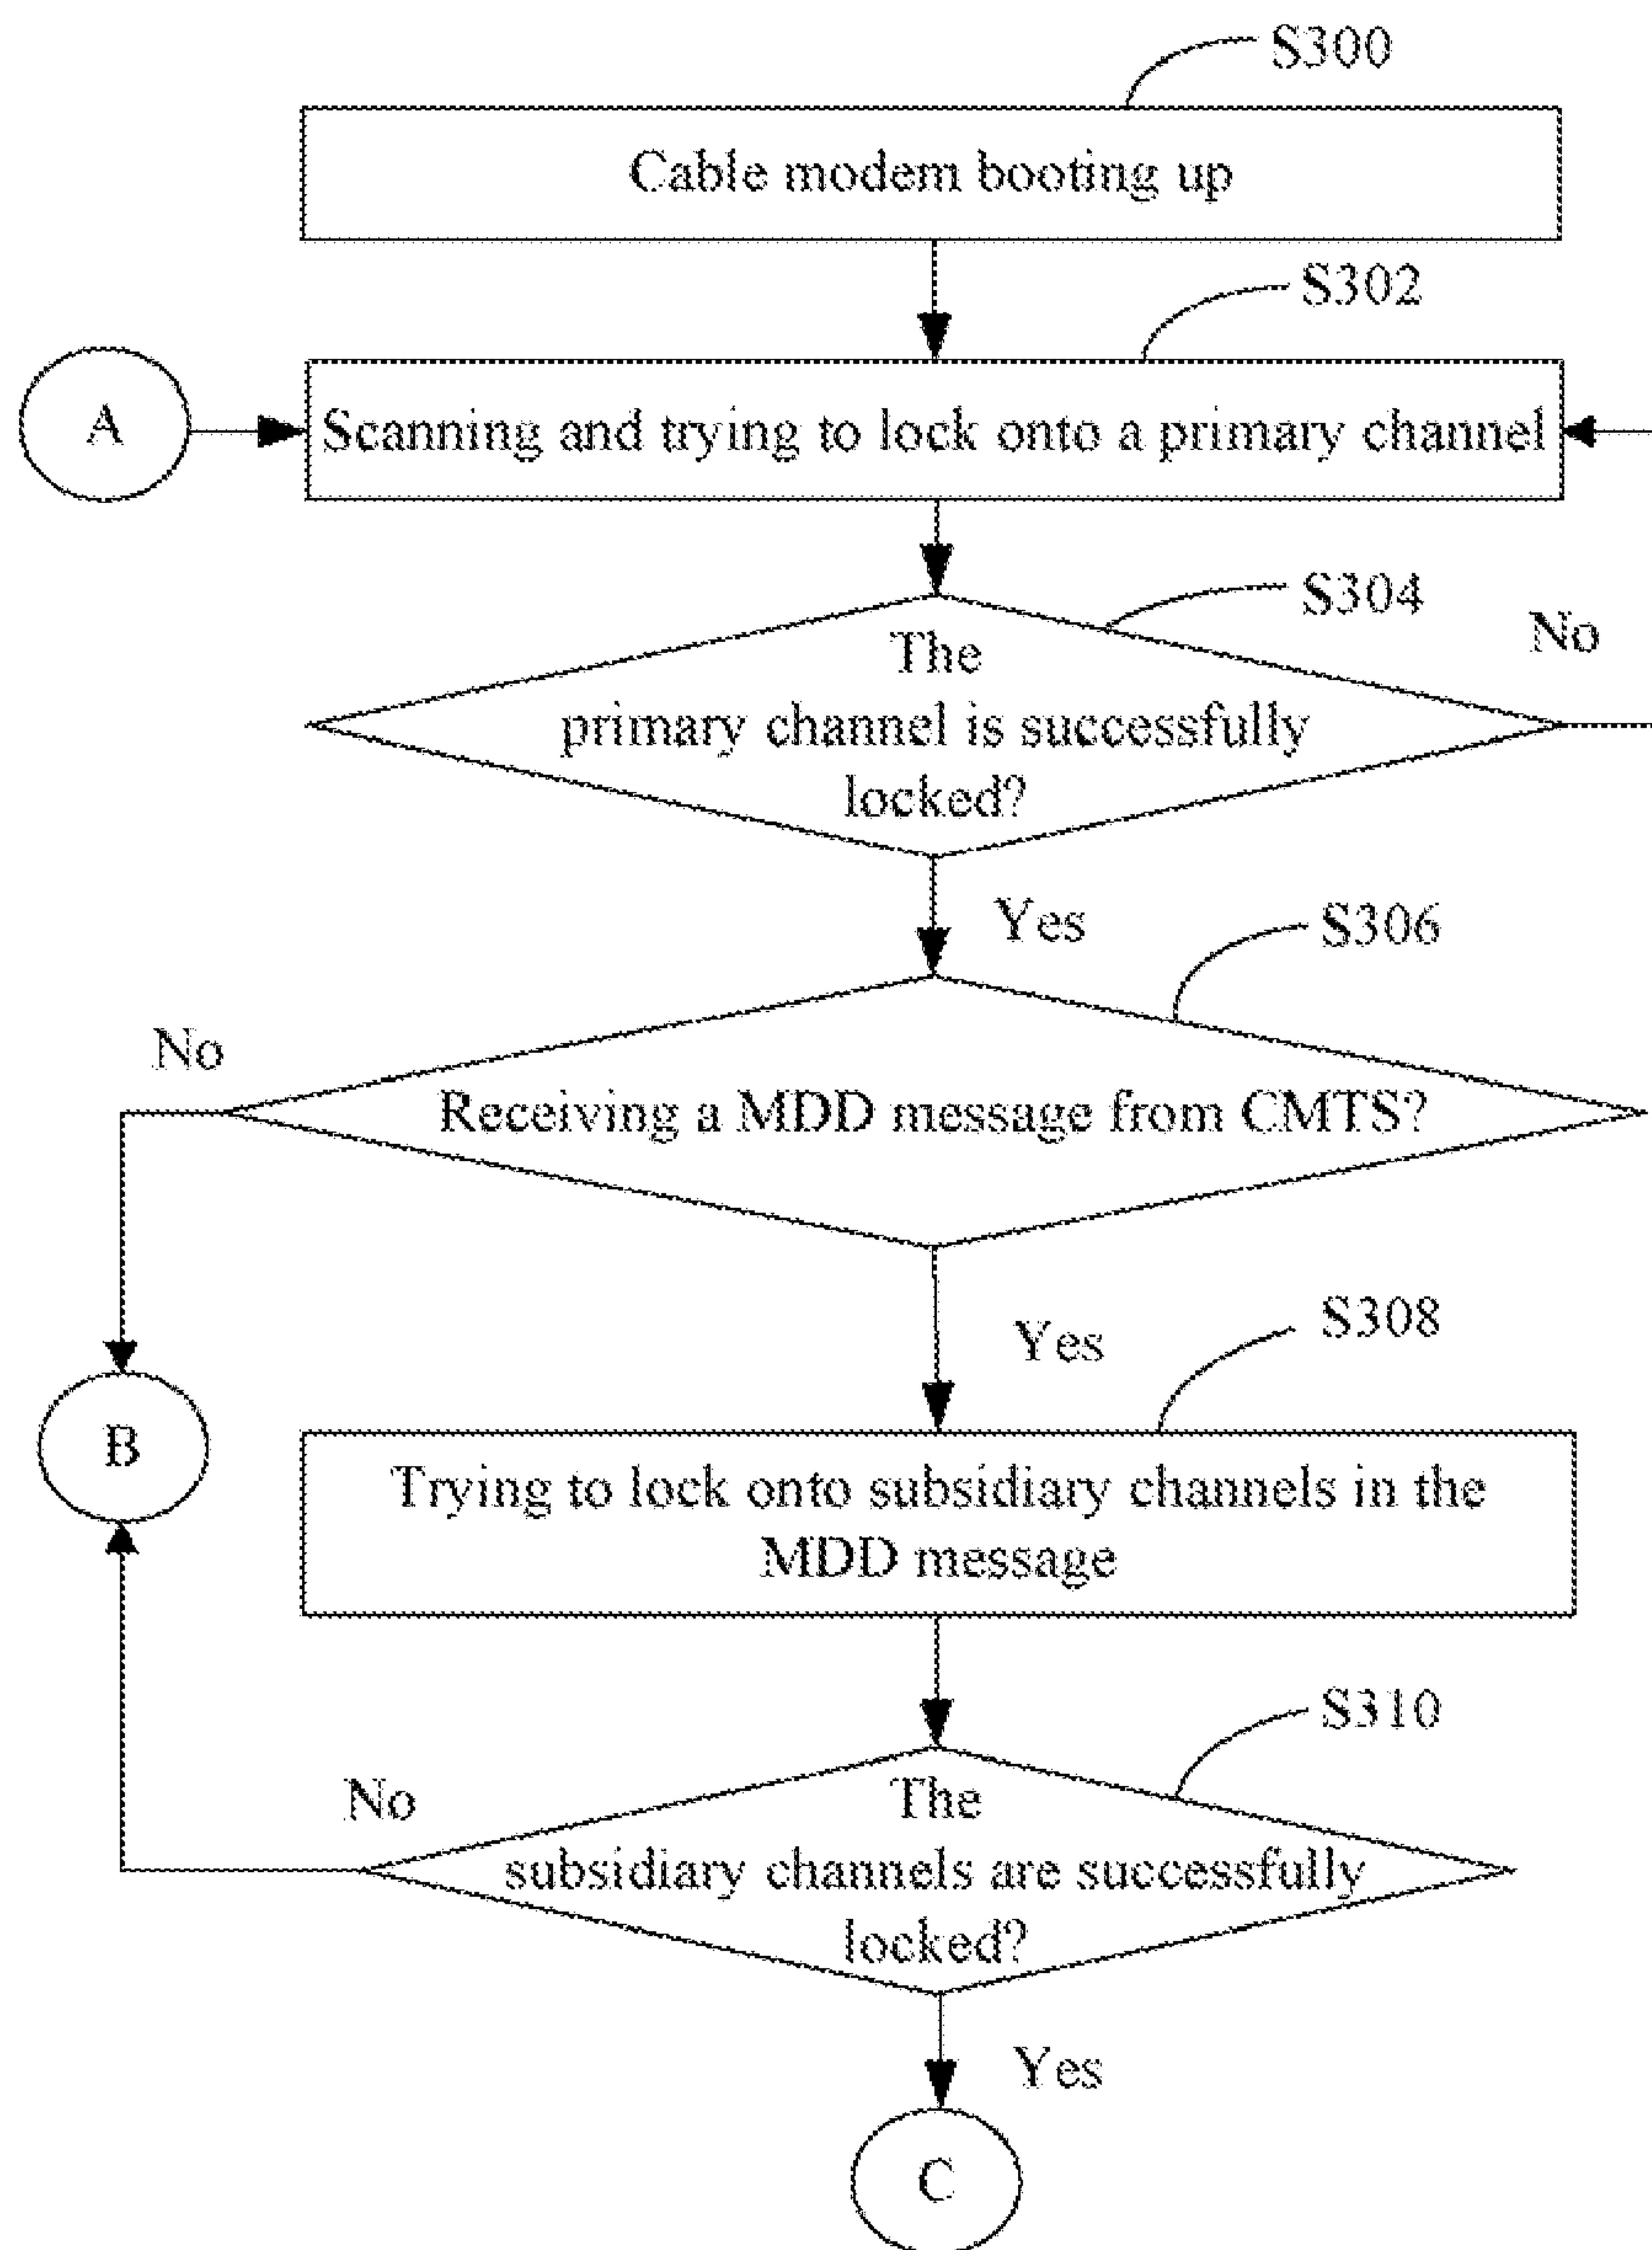 S300
Cable modem booting up
S302
A
Scanning and trying to lock onto a primary channel
S304
No
The
primary channel is successfully
locked?
Yes
S306
No
Receiving a MDD message from CMTS?
Yes
S308
B
Trying to lock onto subsidiary channels in the
MDD message
S310
No
The
subsidiary channels are successfully
locked?
Yes
C